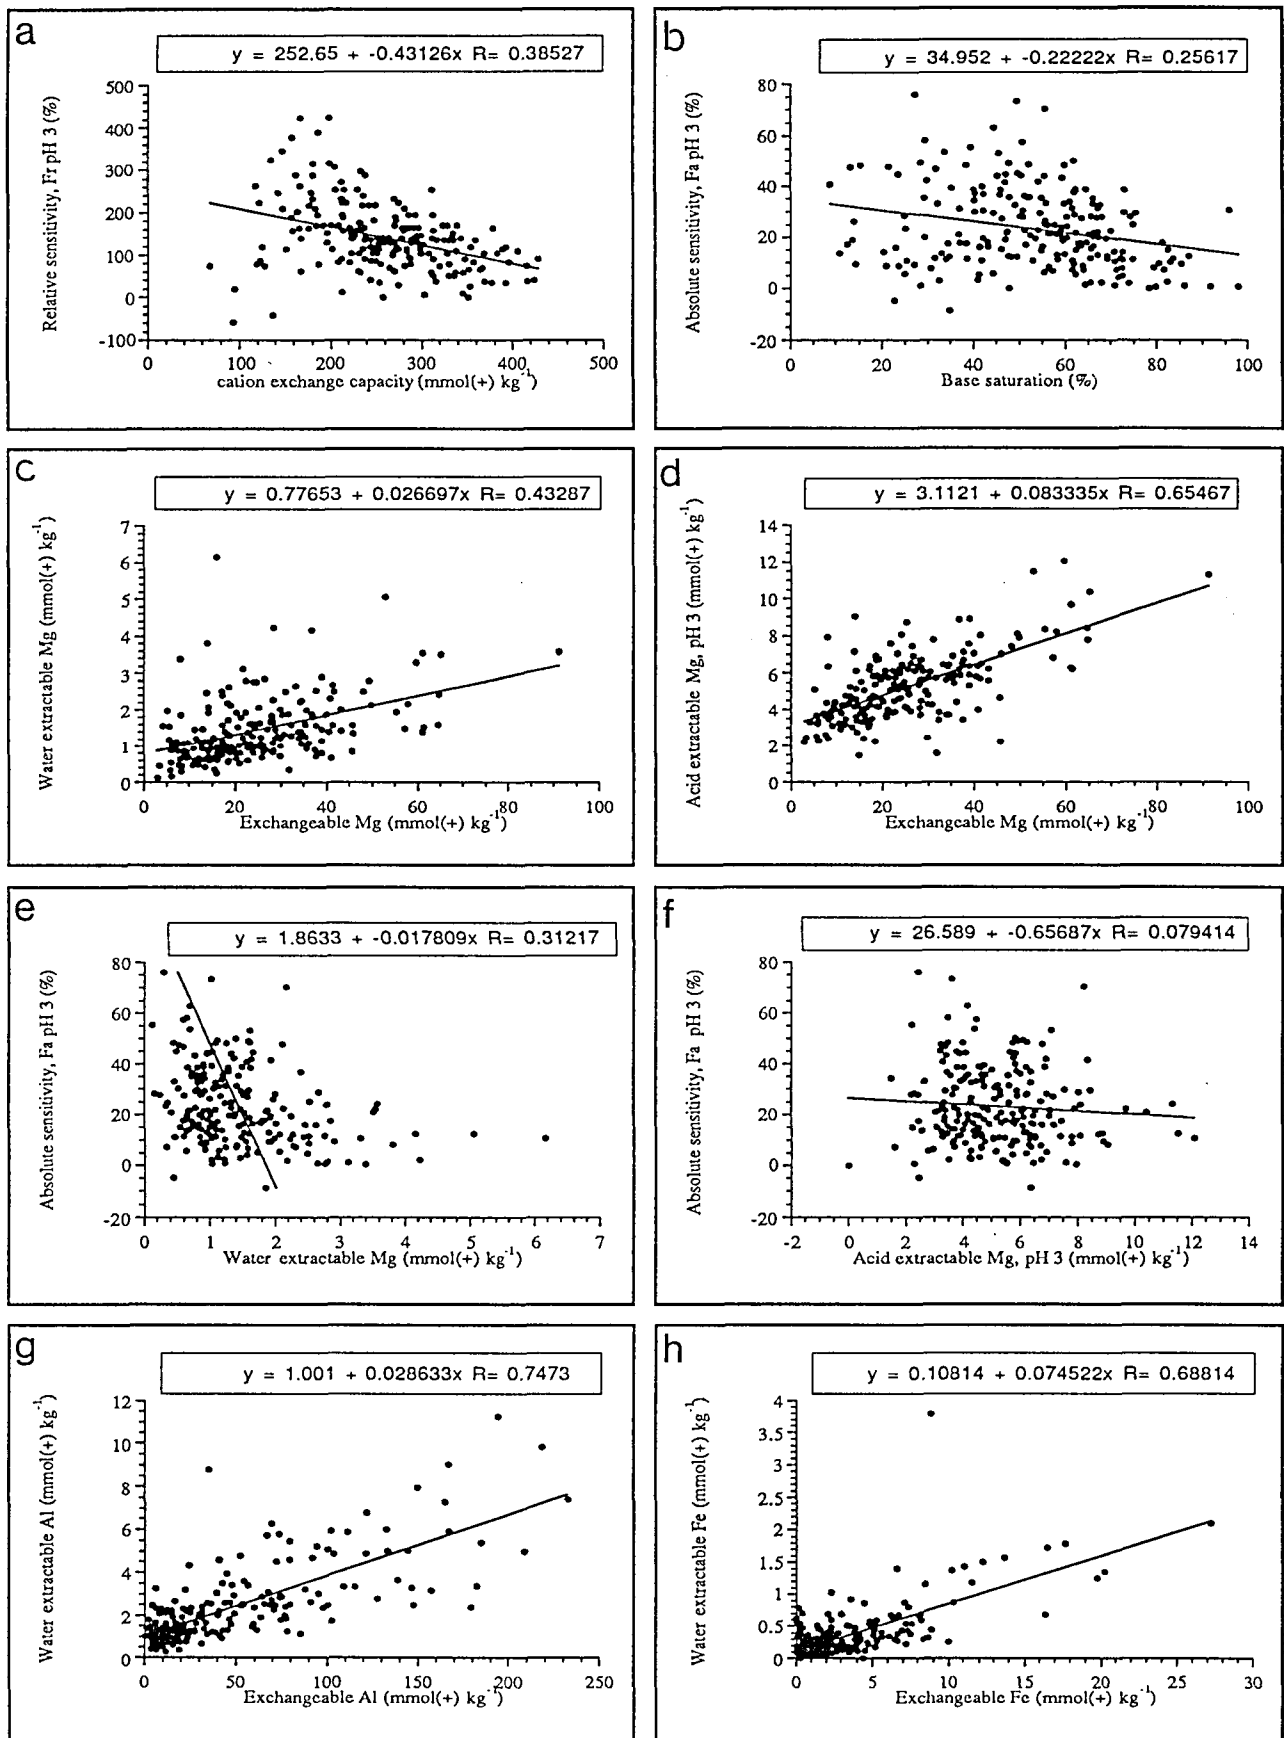 a
y = 252.65 + -0.43126x R= 0.38527
Relative sensitivity, Fr pH 3 (%)
500
400
300
200
100
0
-100
0 100 200 300 400 500
cation exchange capacity (mmol(+) kg-1)
b
y = 34.952 + -0.22222x R= 0.25617
Absolute sensitivity, Fa pH 3 (%)
80
60
40
20
0
-20
0 20 40 60 80 100
Base saturation (%)
c
y = 0.77653 + 0.026697x R= 0.43287
Water extractable Mg (mmol(+) kg-1)
7
6
5
4
3
2
1
0
0 20 40 60 80 100
Exchangeable Mg (mmol(+) kg-1)
d
y = 3.1121 + 0.083335x R= 0.65467
Acid extractable Mg, pH 3 (mmol(+) kg-1)
14
12
10
8
6
4
2
0
0 20 40 60 80 100
Exchangeable Mg (mmol(+) kg-1)
e
y = 1.8633 + -0.017809x R= 0.31217
Absolute sensitivity, Fa pH 3 (%)
80
60
40
20
0
-20
0 1 2 3 4 5 6 7
Water extractable Mg (mmol(+) kg-1)
f
y = 26.589 + -0.65687x R= 0.079414
Absolute sensitivity, Fa pH 3 (%)
80
60
40
20
0
-20
-2 0 2 4 6 8 10 12 14
Acid extractable Mg, pH 3 (mmol(+) kg-1)
g
y = 1.001 + 0.028633x R= 0.7473
Water extractable Al (mmol(+) kg-1)
12
10
8
6
4
2
0
0 50 100 150 200 250
Exchangeable Al (mmol(+) kg-1)
h
y = 0.10814 + 0.074522x R= 0.68814
Water extractable Fe (mmol(+) kg-1)
4
3.5
3
2.5
2
1.5
1
0.5
0
0 5 10 15 20 25 30
Exchangeable Fe (mmol(+) kg-1)